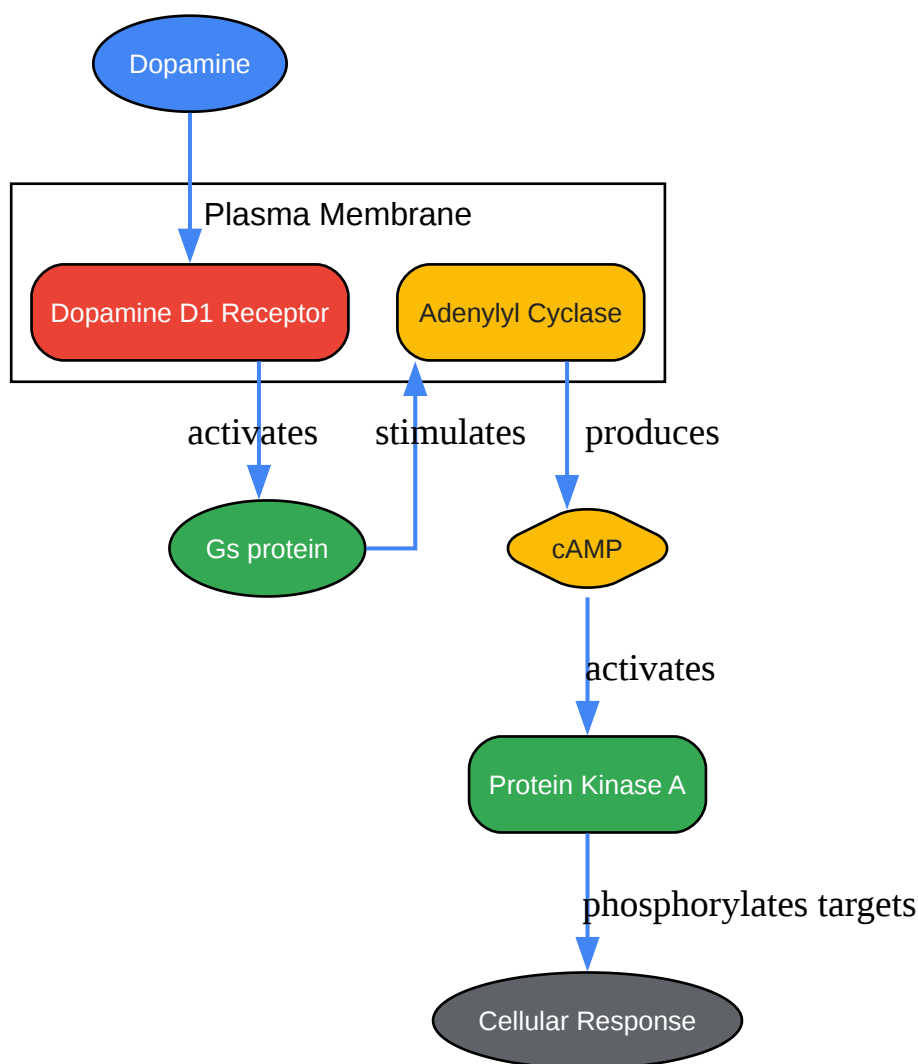 Dopamine
Plasma Membrane
Dopamine D1 Receptor
Adenylyl Cyclase
activates
stimulates
produces
Gs protein
cAMP
activates
Protein Kinase A
phosphorylates targets
Cellular Response